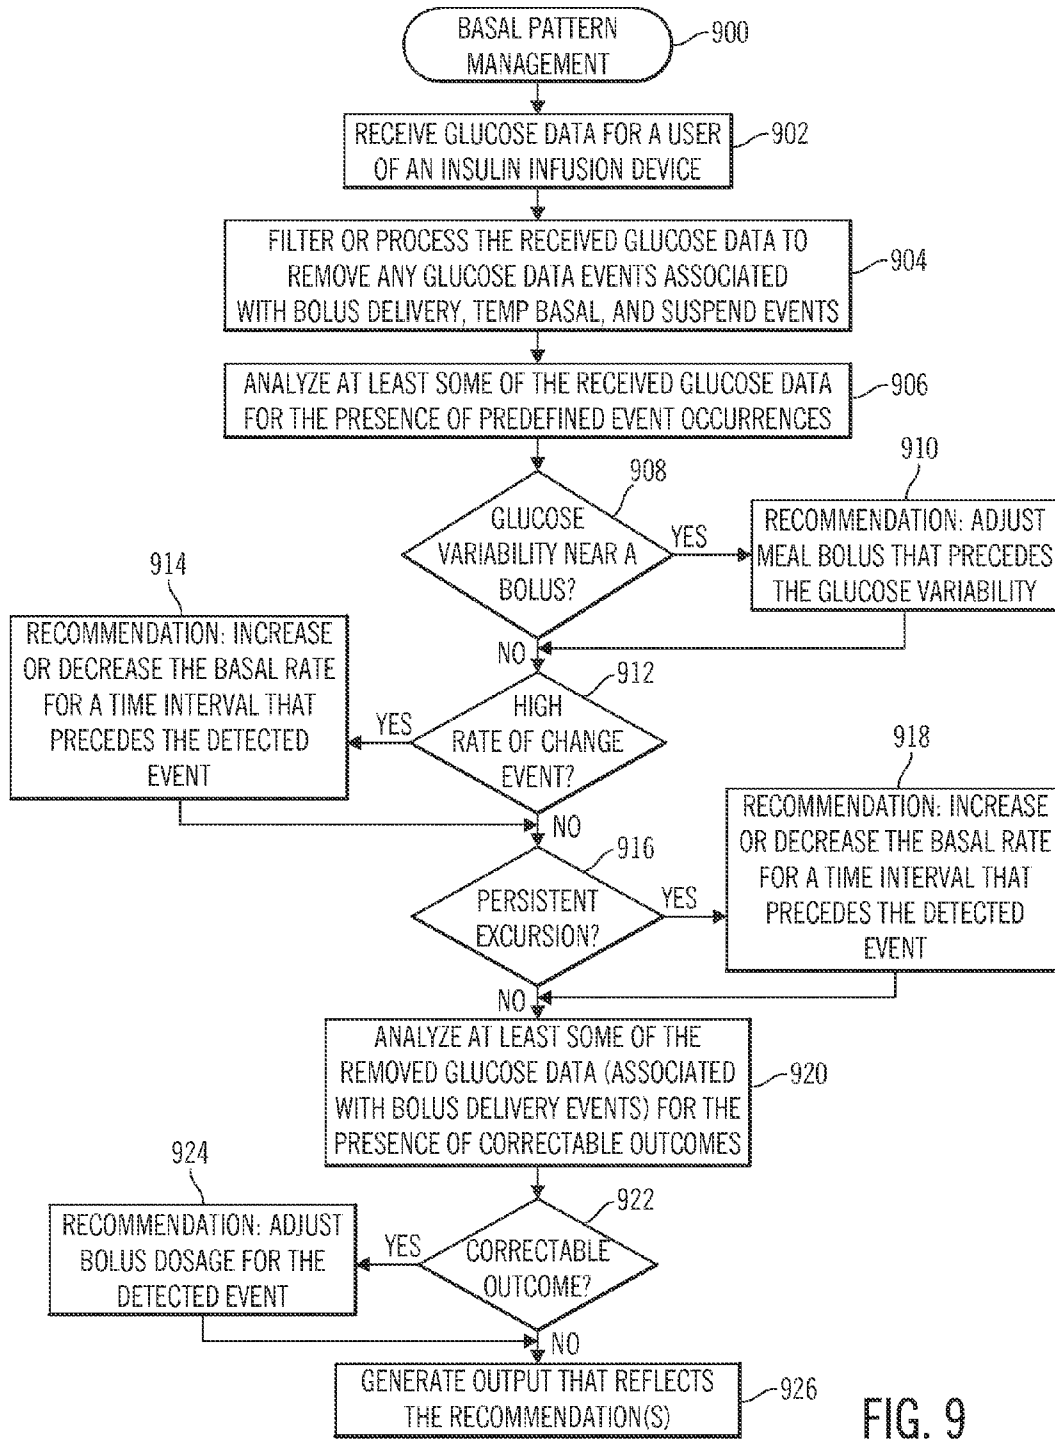 BASAL PATTERN
MANAGEMENT
900
RECEIVE GLUCOSE DATA FOR A USER
OF AN INSULIN INFUSION DEVICE
902
FILTER OR PROCESS THE RECEIVED GLUCOSE DATA TO
REMOVE ANY GLUCOSE DATA EVENTS ASSOCIATED
WITH BOLUS DELIVERY, TEMP BASAL, AND SUSPEND EVENTS
904
ANALYZE AT LEAST SOME OF THE RECEIVED GLUCOSE DATA
FOR THE PRESENCE OF PREDEFINED EVENT OCCURRENCES
906
908
GLUCOSE
VARIABILITY NEAR A
BOLUS?
YES
NO
910
RECOMMENDATION: ADJUST
MEAL BOLUS THAT PRECEDES
THE GLUCOSE VARIABILITY
912
HIGH
RATE OF CHANGE
EVENT?
YES
NO
914
RECOMMENDATION: INCREASE
OR DECREASE THE BASAL RATE
FOR A TIME INTERVAL THAT
PRECEDES THE DETECTED
EVENT
916
PERSISTENT
EXCURSION?
YES
NO
918
RECOMMENDATION: INCREASE
OR DECREASE THE BASAL RATE
FOR A TIME INTERVAL THAT
PRECEDES THE DETECTED
EVENT
ANALYZE AT LEAST SOME OF THE
REMOVED GLUCOSE DATA (ASSOCIATED
WITH BOLUS DELIVERY EVENTS) FOR THE
PRESENCE OF CORRECTABLE OUTCOMES
920
922
CORRECTABLE
OUTCOME?
YES
NO
924
RECOMMENDATION: ADJUST
BOLUS DOSAGE FOR THE
DETECTED EVENT
GENERATE OUTPUT THAT REFLECTS
THE RECOMMENDATION(S)
926
FIG. 9